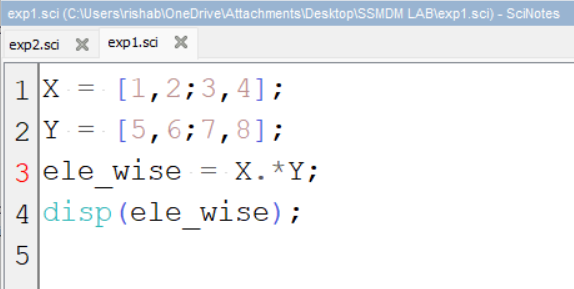 exp1.sci (C:\Users\rishab\OneDrive\Attachments\Desktop\SSMDM LAB\exp1.sci) - SciNotes
exp2.sci exp1.sci
1 X = [1,2;3,4];
2 Y = [5,6;7,8];
3 ele_wise = X.*Y;
4 disp(ele_wise);
5